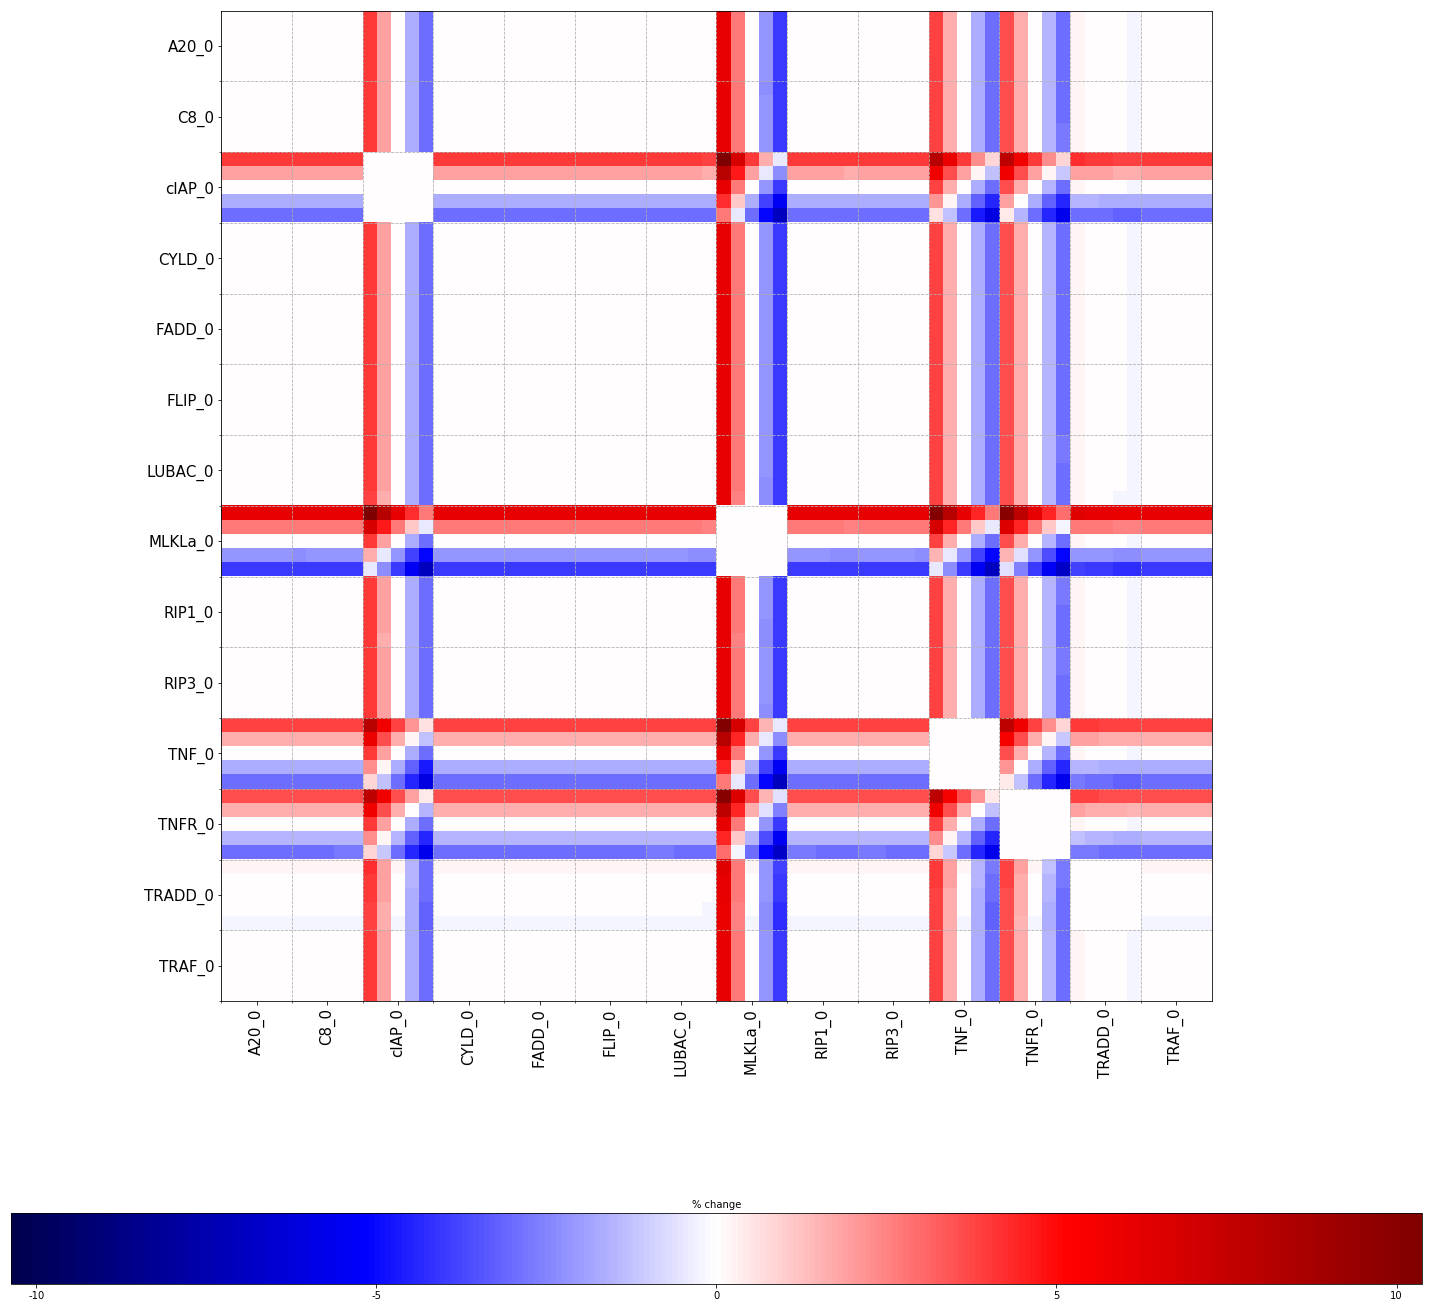 A20_0
C8_0
cIAP_0
CYLD_0
FADD_0
FLIP_0
LUBAC_0
MLKLa_0
RIP1_0
RIP3_0
TNF_0
TNFR_0
TRADD_0
TRAF_0
A20_0 C8_0 cIAP_0 CYLD_0 FADD_0 FLIP_0 LUBAC_0 MLKLa_0 RIP1_0 RIP3_0 TNF_0 TNFR_0 TRADD_0 TRAF_0
% change
-10 -5 0 5 10